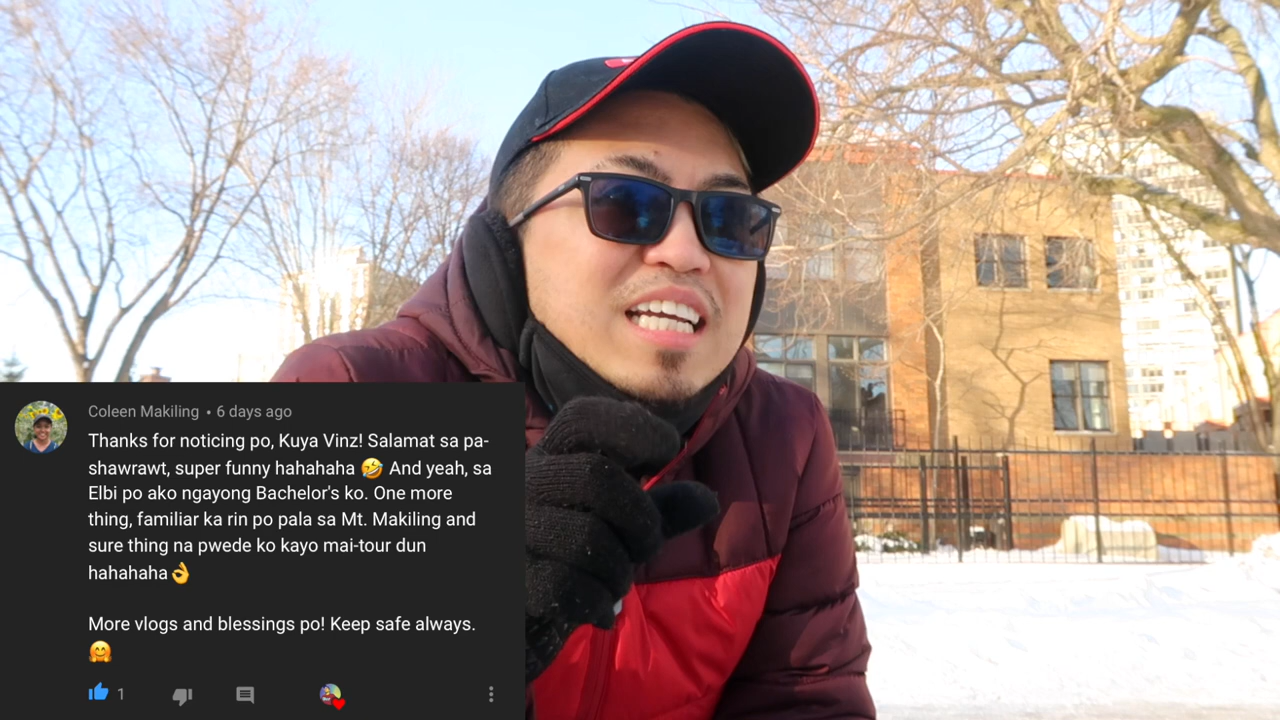 Coleen Makiling • 6 days ago
Thanks for noticing po, Kuya Vinz! Salamat sa pa-
shawrawt, super funny hahahaha 🤣 And yeah, sa
Elbi po ako ngayong Bachelor's ko. One more
thing, familiar ka rin po pala sa Mt. Makiling and
sure thing na pwede ko kayo mai-tour dun
hahahaha👌
More vlogs and blessings po! Keep safe always.
🤗
1